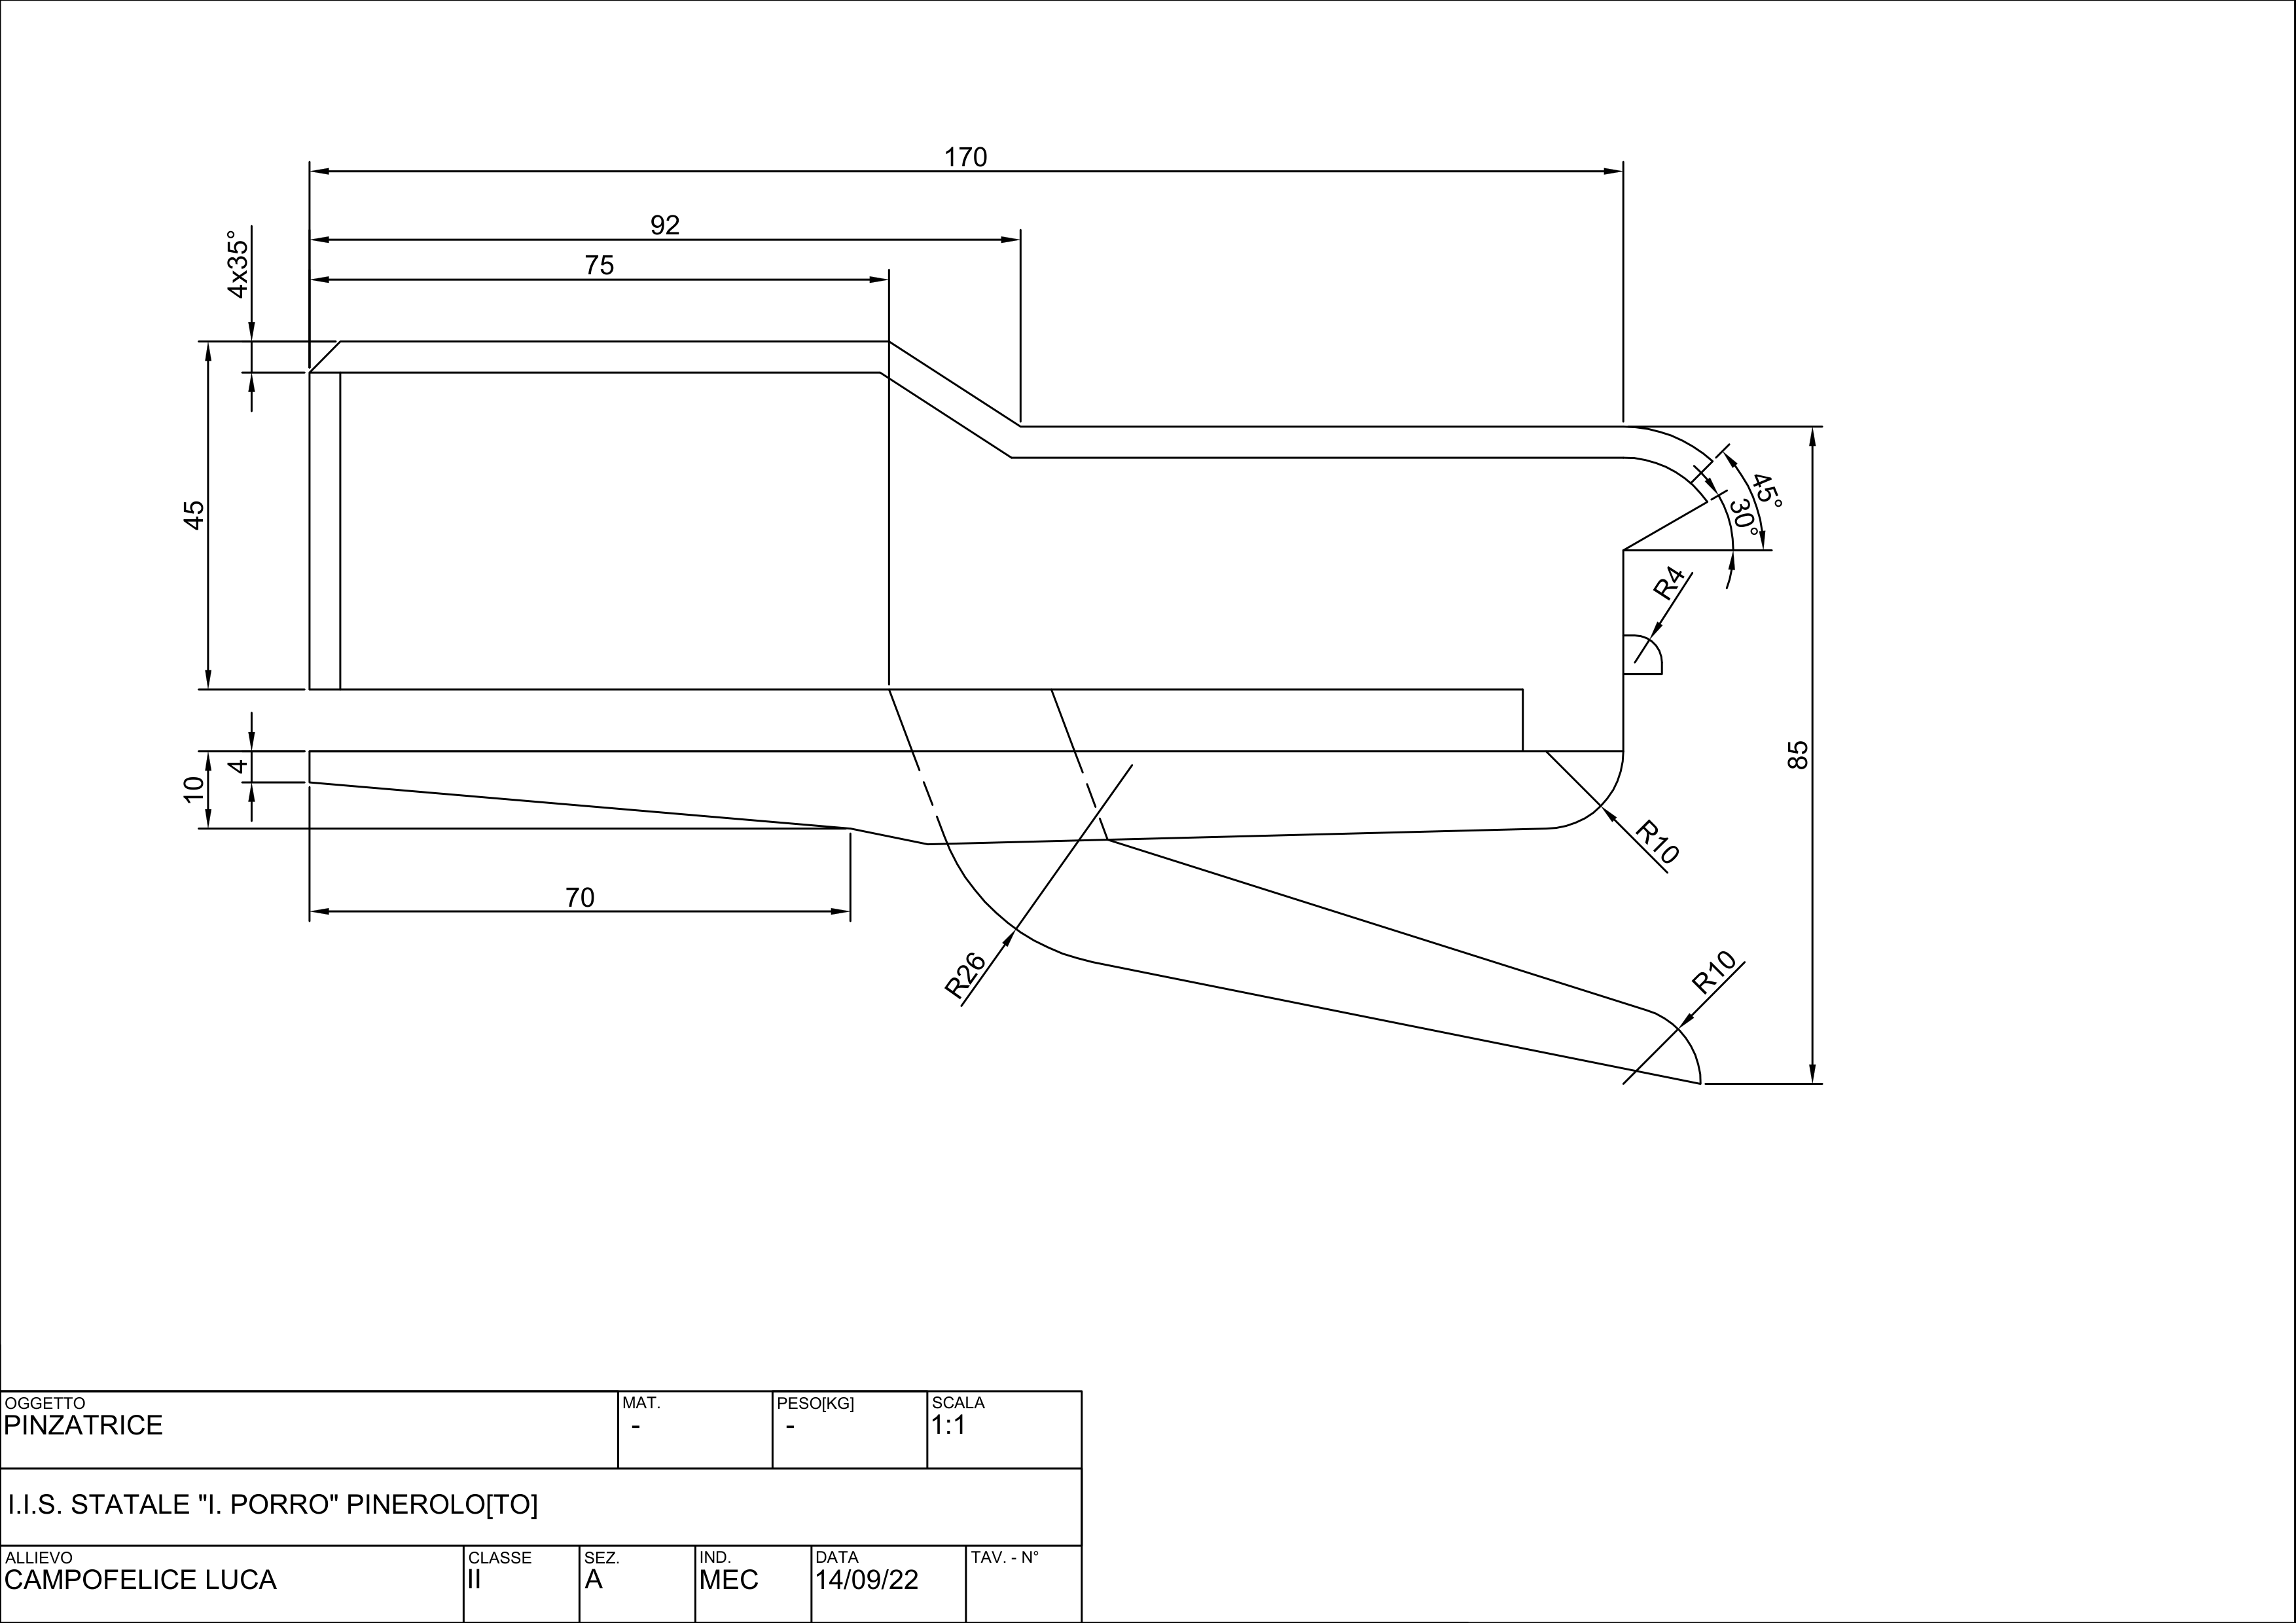 170
92
75
4x35°
45
45°
30°
R4
85
4
10
R10
70
R26
R10
OGGETTO
PINZATRICE
MAT.
-
PESO[KG]
-
SCALA
1:1
I.I.S. STATALE "I. PORRO" PINEROLO[TO]
ALLIEVO
CAMPOFELICE LUCA
CLASSE
II
SEZ.
A
IND.
MEC
DATA
14/09/22
TAV. - N°